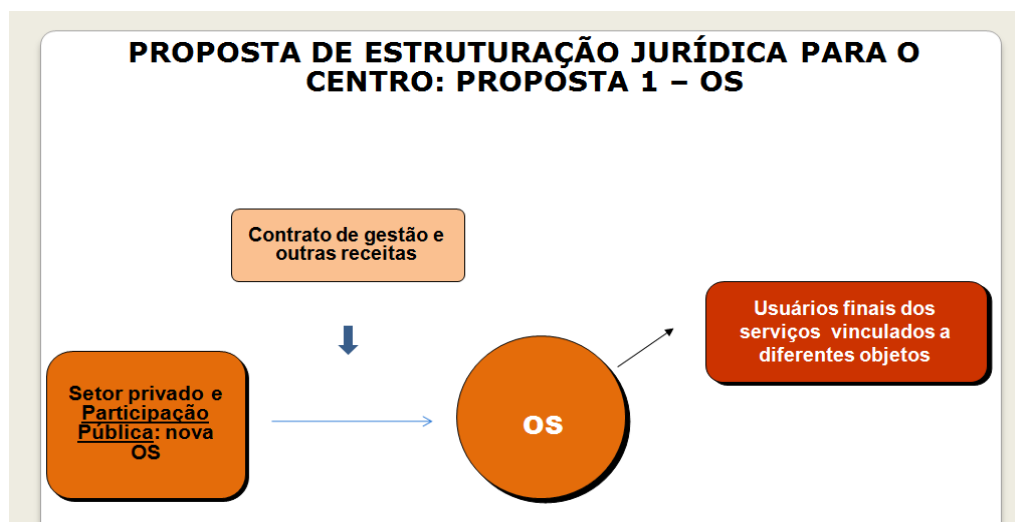 PROPOSTA DE ESTRUTURAÇÃO JURÍDICA PARA O
CENTRO: PROPOSTA 1 – OS
Contrato de gestão e
outras receitas
Usuários finais dos
serviços vinculados a
diferentes objetos
Setor privado e
Participação
Pública: nova
OS
OS